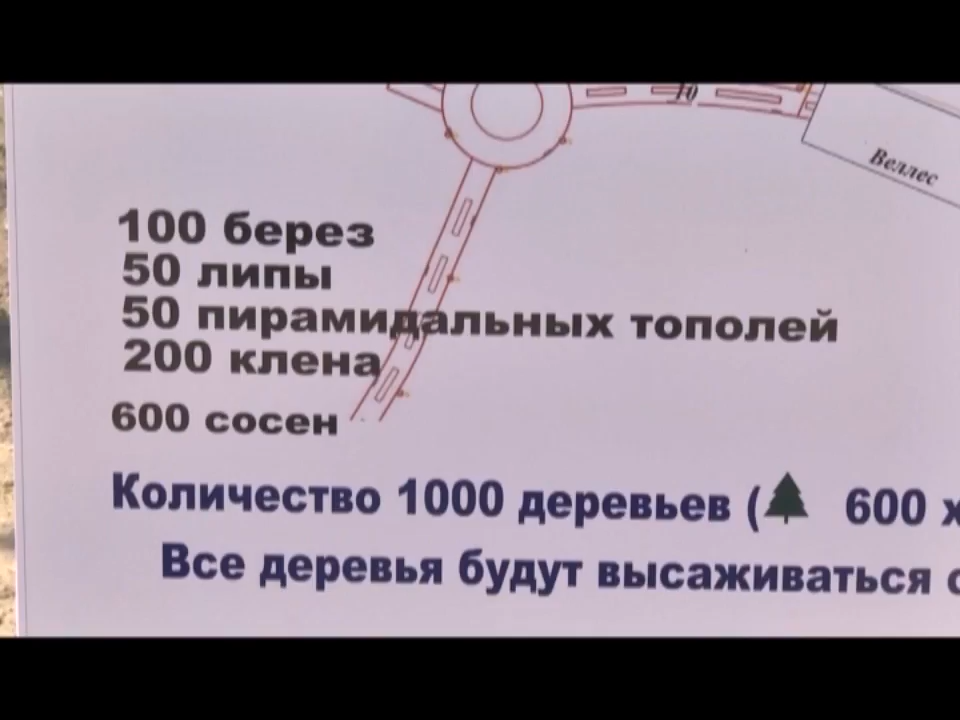 10
Веллес
100 берез
50 липы
50 пирамидальных тополей
200 клена
600 сосен
Количество 1000 деревьев ( 600 х
Все деревья будут высаживаться с